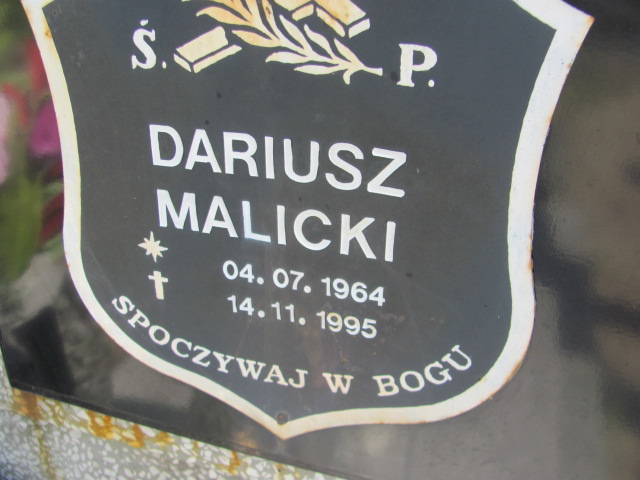 Ś. P.
DARIUSZ
MALICKI
04.07.1964
14.11.1995
SPOCZYWAJ W BOGU